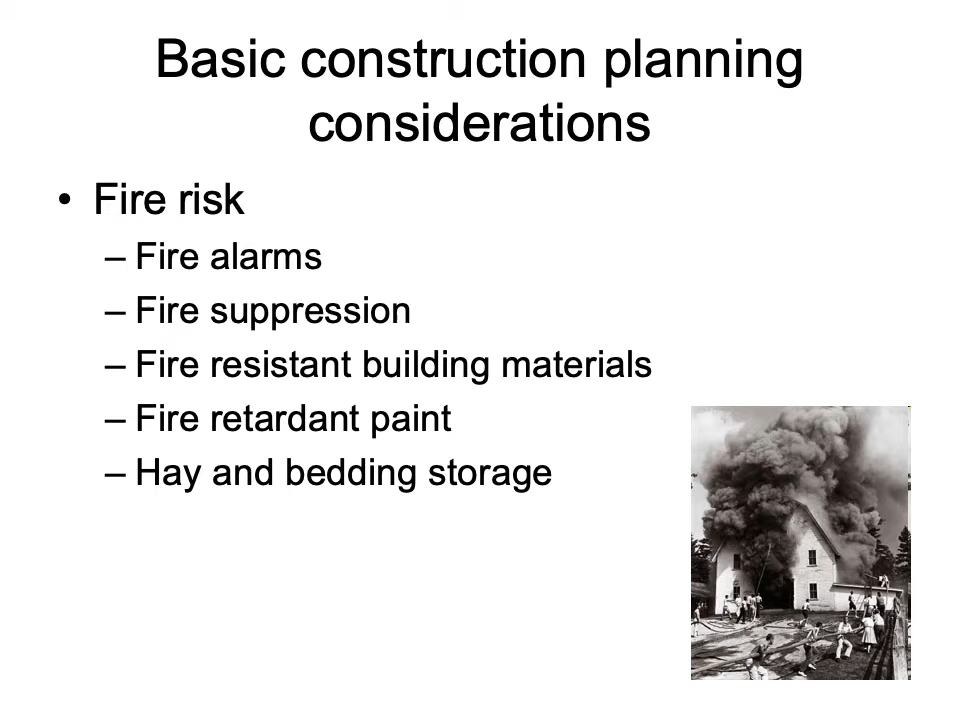 Basic construction planning
considerations
• Fire risk
– Fire alarms
– Fire suppression
– Fire resistant building materials
– Fire retardant paint
– Hay and bedding storage